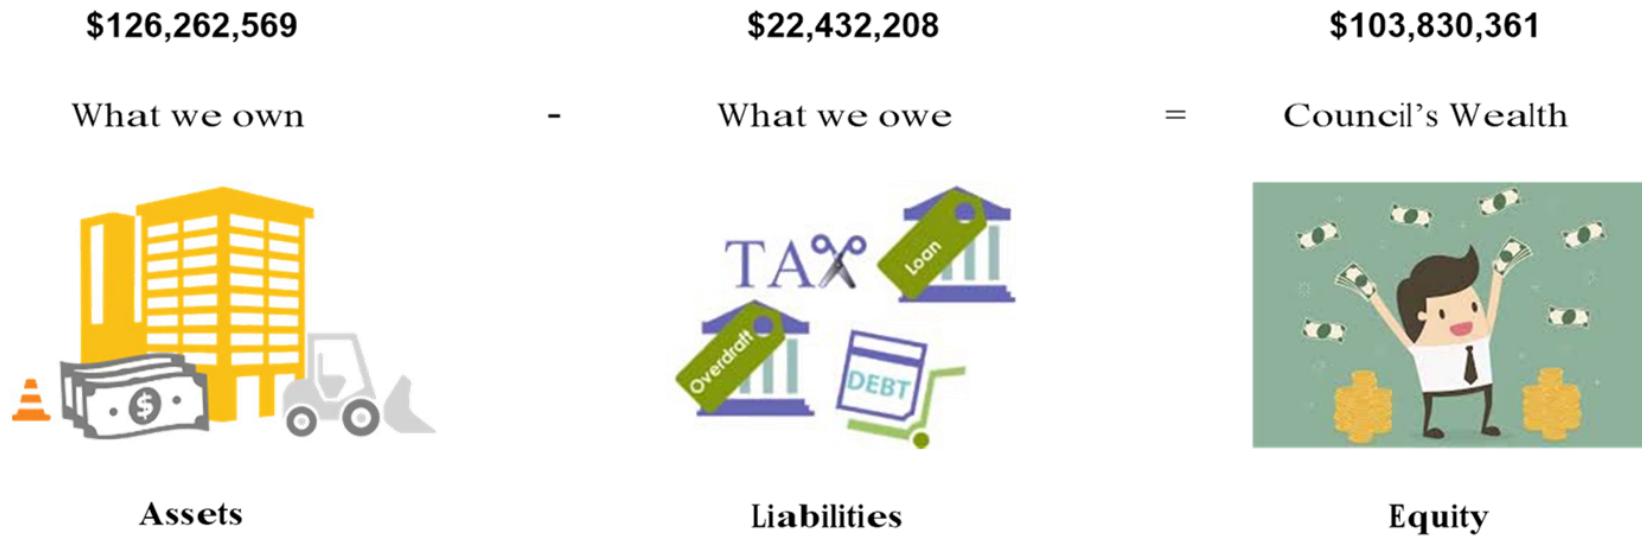 $126,262,569 $22,432,208 $103,830,361
What we own - What we owe = Council’s Wealth
TAX Loan
Overdraft DEBT
$
Assets Liabilities Equity